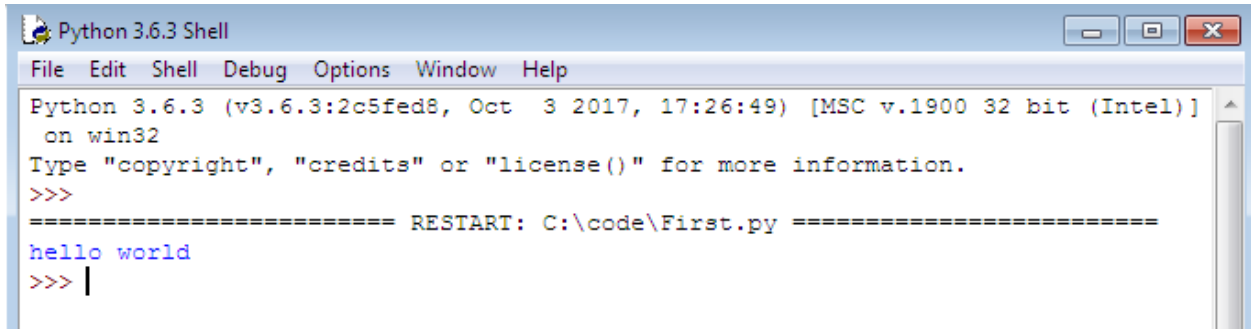 Python 3.6.3 Shell
File Edit Shell Debug Options Window Help
Python 3.6.3 (v3.6.3:2c5fed8, Oct  3 2017, 17:26:49) [MSC v.1900 32 bit (Intel)]
 on win32
Type "copyright", "credits" or "license()" for more information.
>>>
========================= RESTART: C:\code\First.py =========================
hello world
>>>